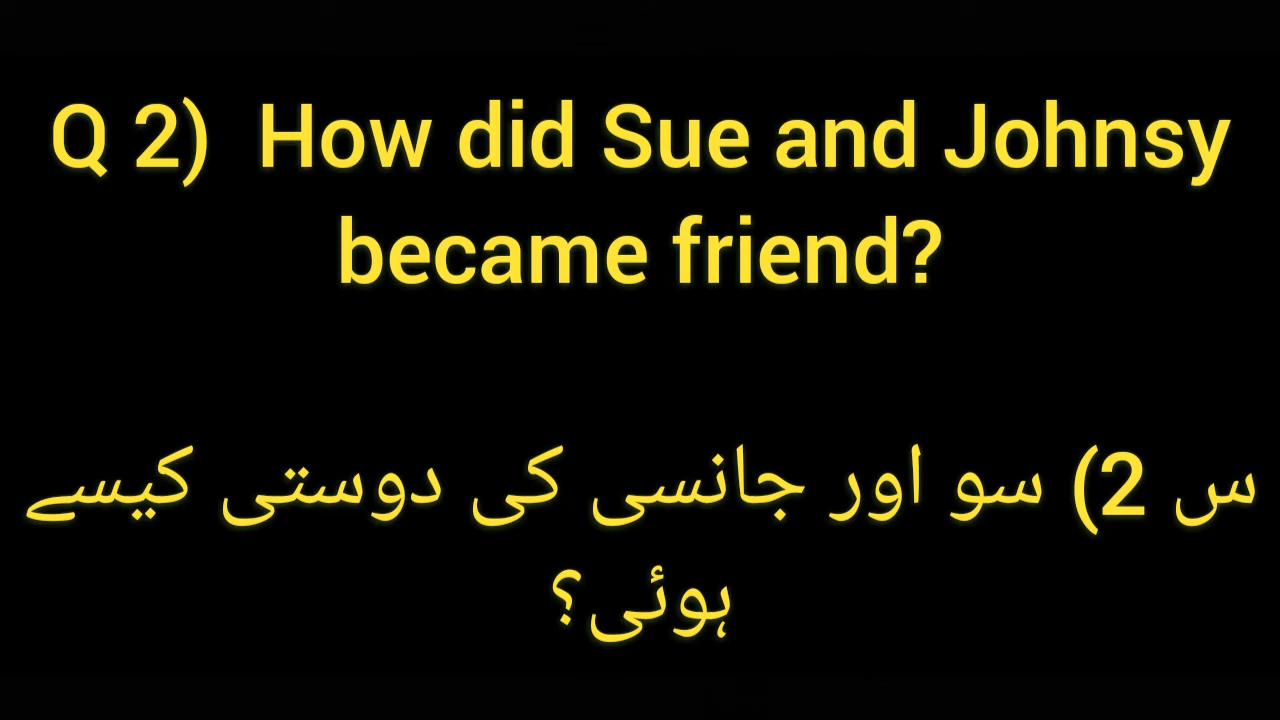 Q 2)  How did Sue and Johnsy
became friend?
س 2) سو اور جانسی کی دوستی کیسے
ہوئی؟